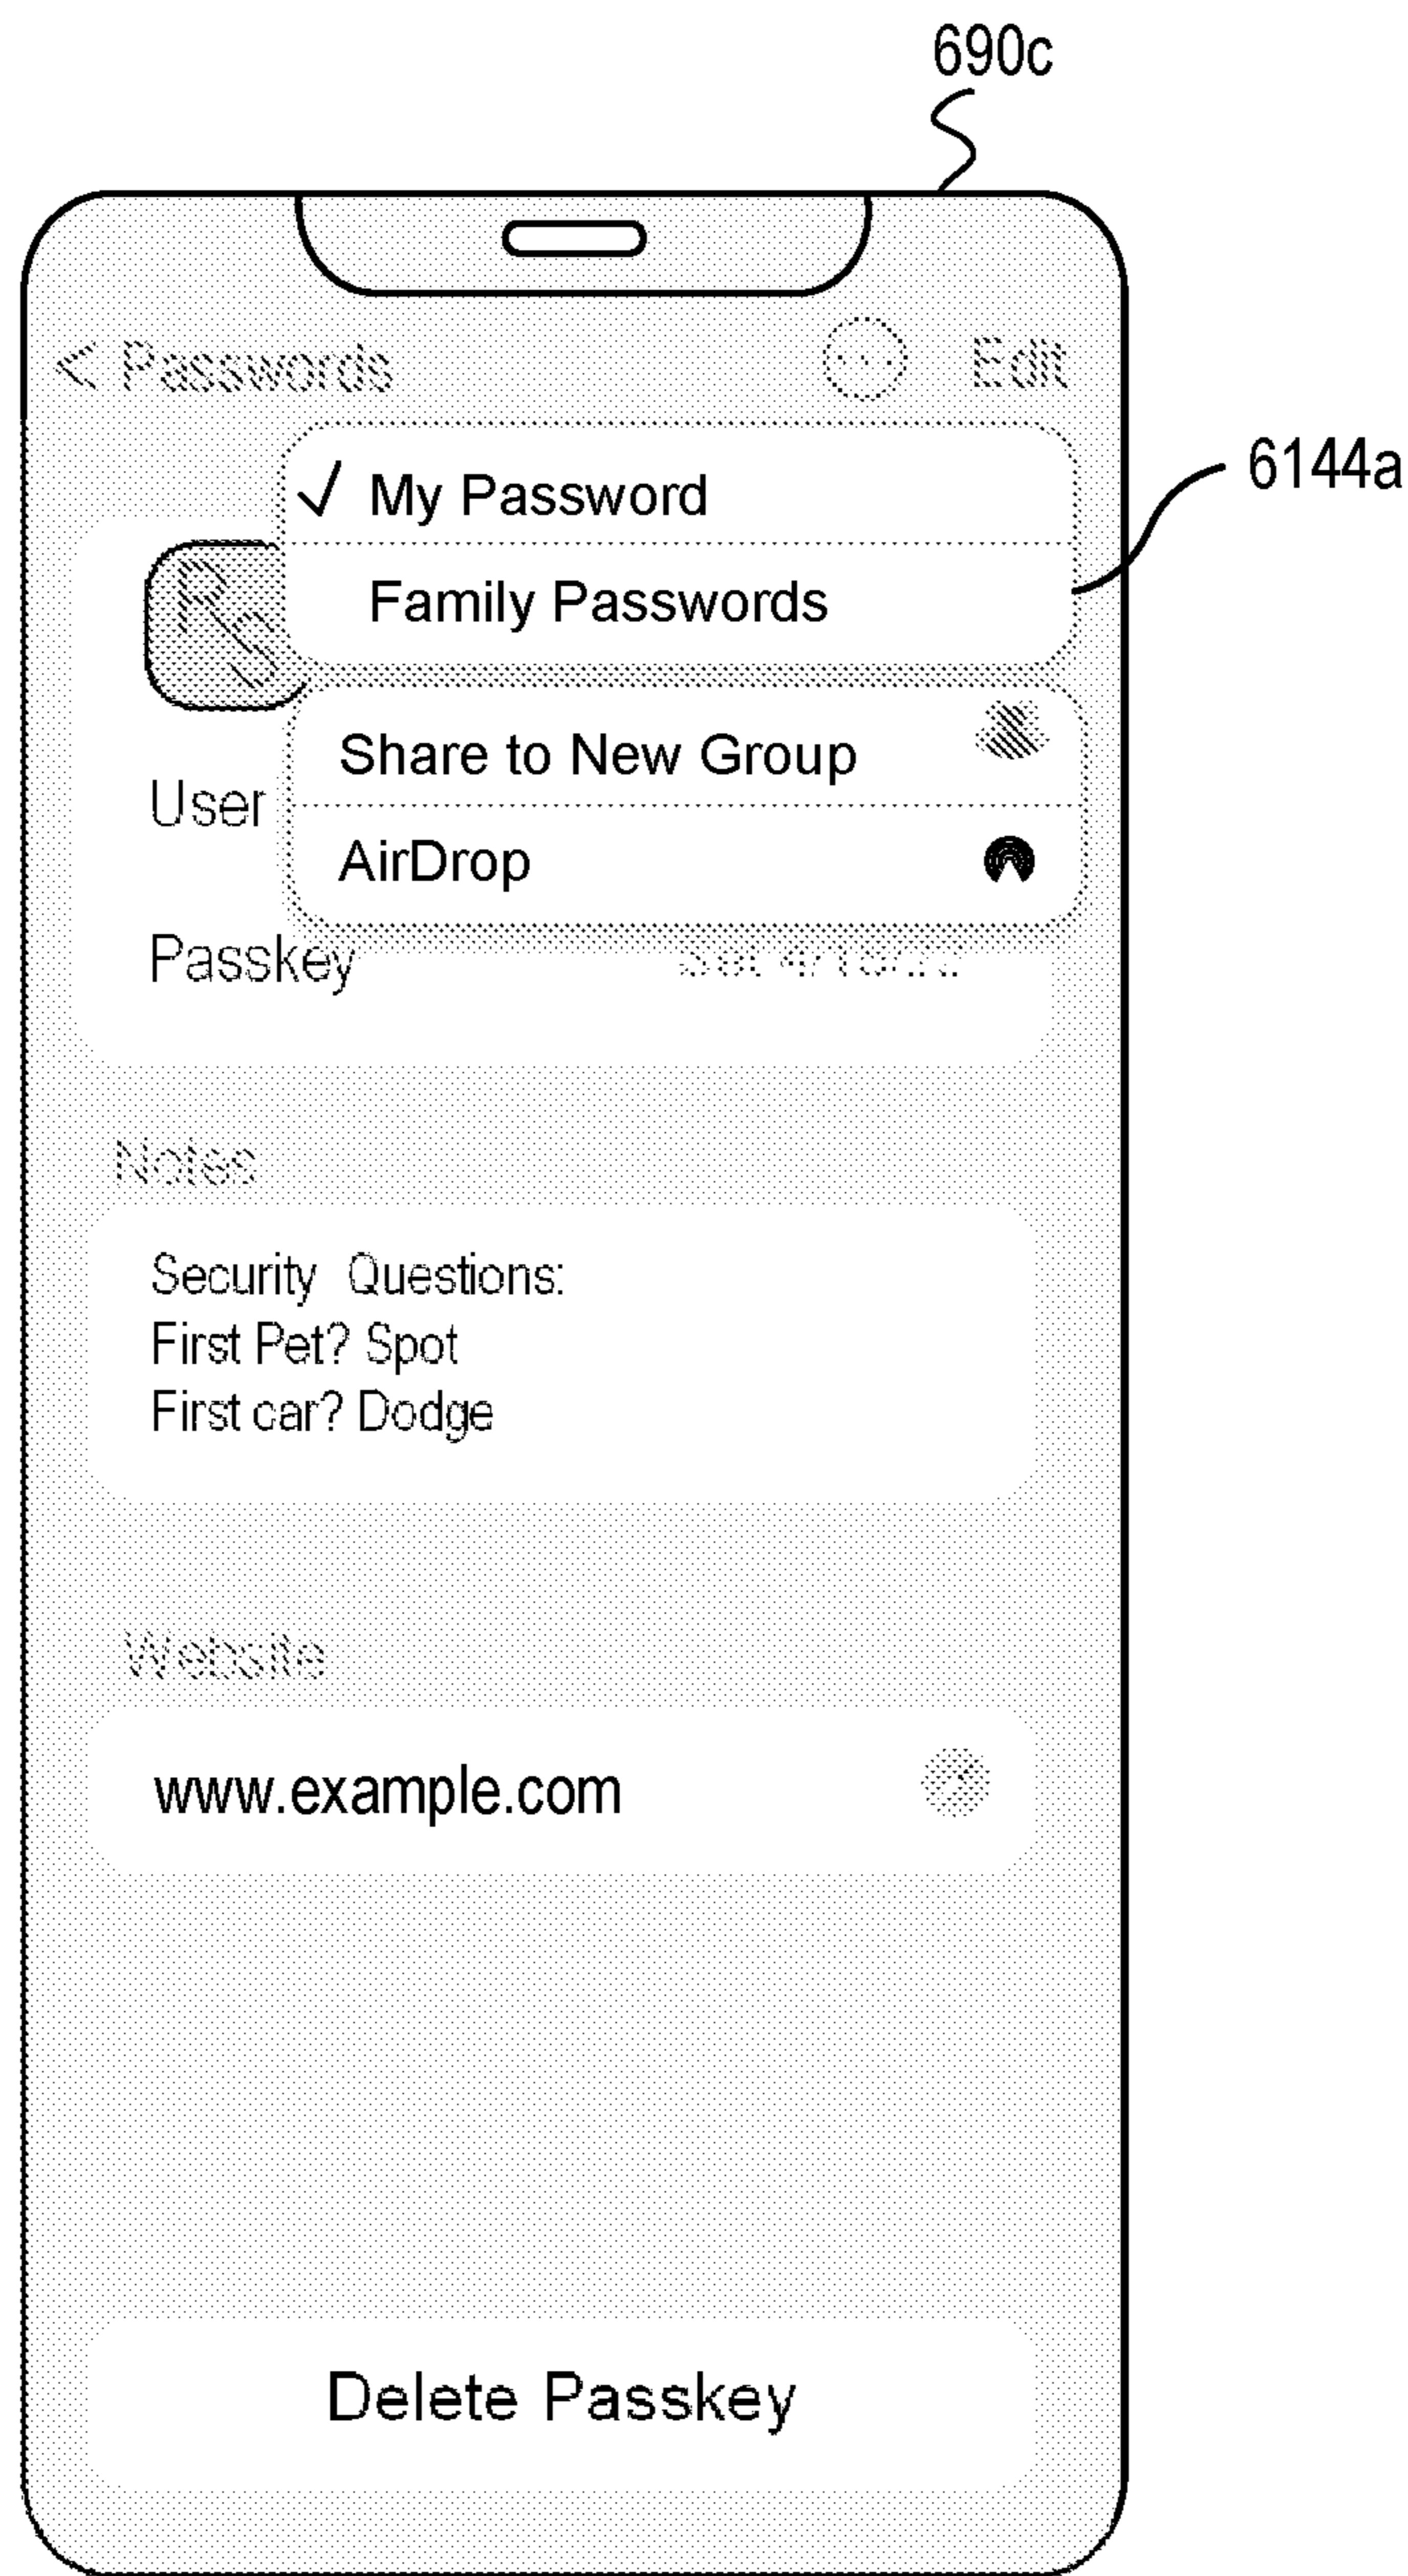 690c
< Passwords ... Edit
✓ My Password
6144a
Family Passwords
Rs
Share to New Group
User
AirDrop
Passkey
Notes
Security Questions:
First Pet? Spot
First car? Dodge
Website
www.example.com
Delete Passkey